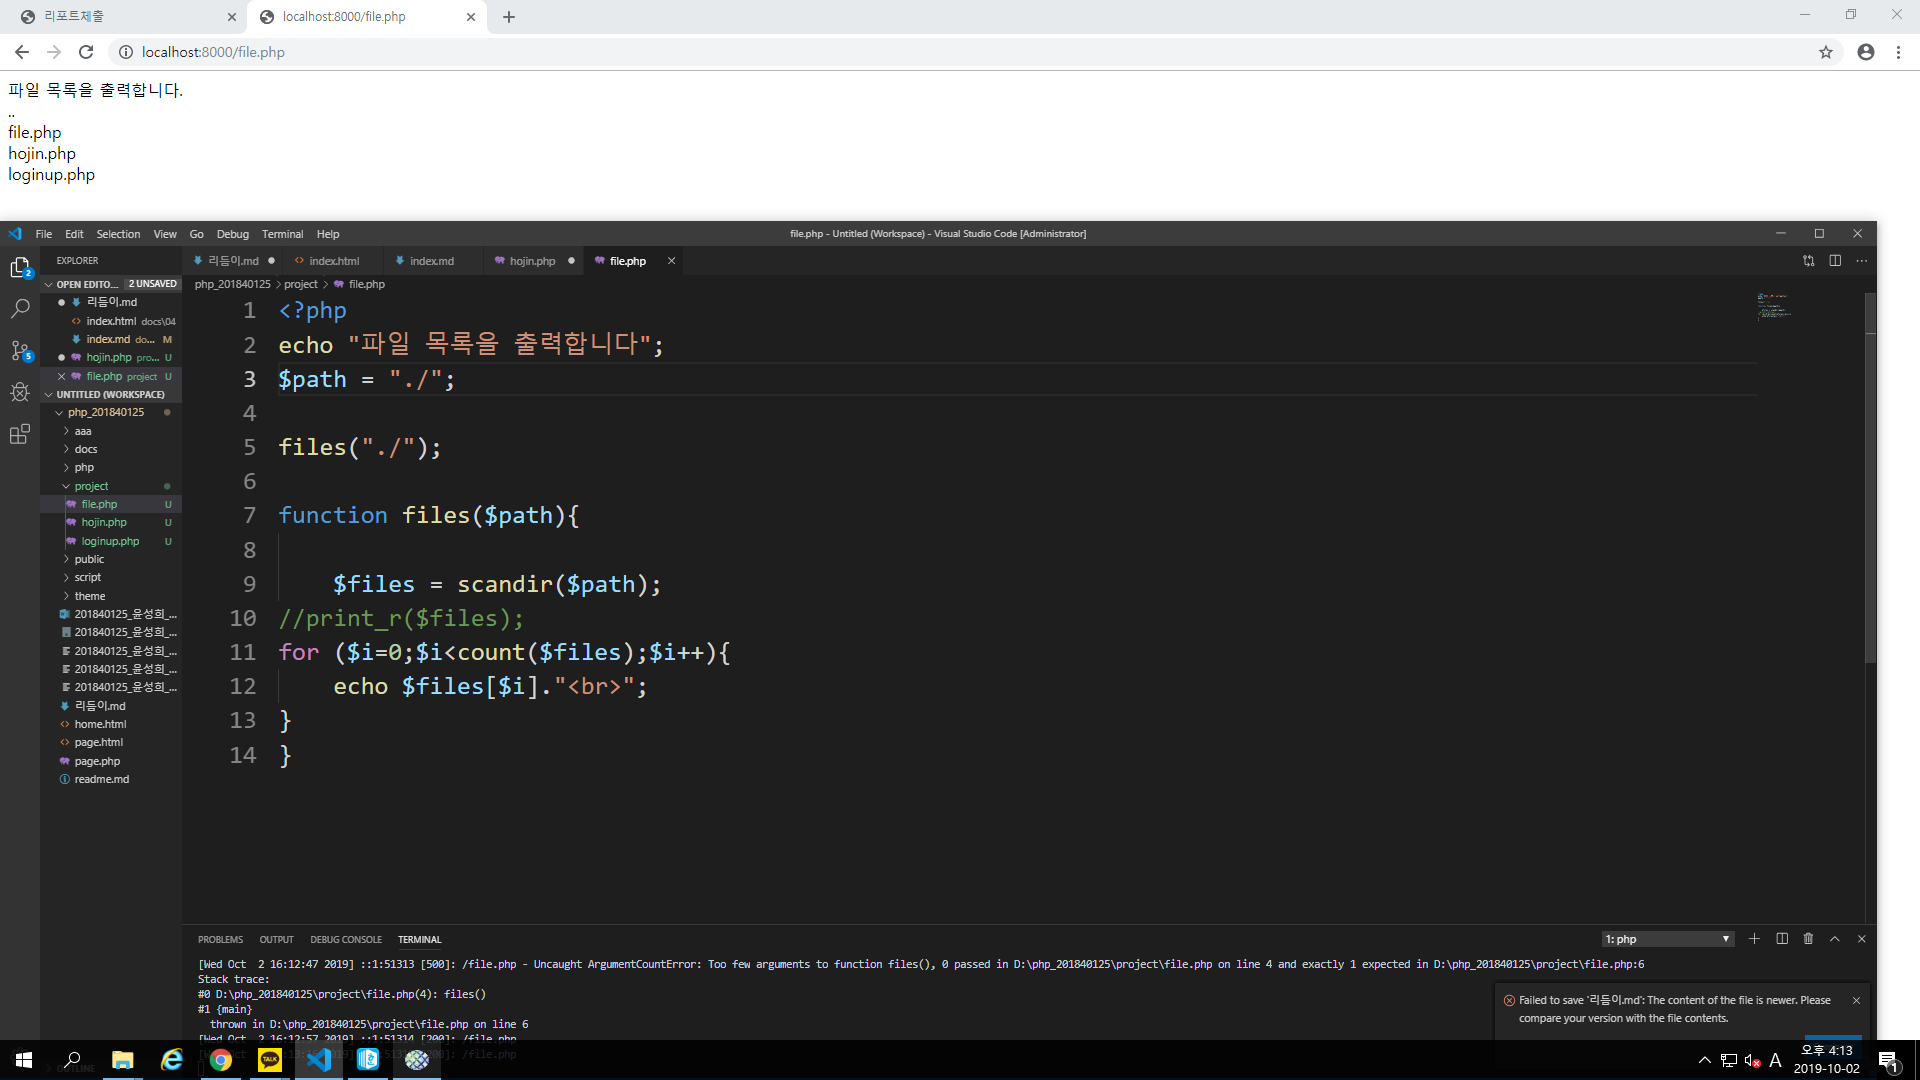 리포트제출
localhost:8000/file.php
localhost:8000/file.php
파일 목록을 출력합니다.
..
file.php
hojin.php
loginup.php
File Edit Selection View Go Debug Terminal Help
file.php - Untitled (Workspace) - Visual Studio Code [Administrator]
EXPLORER
리듬이.md
index.html
index.md
hojin.php
file.php
OPEN EDITO... 2 UNSAVED
php_201840125 > project > file.php
리듬이.md
index.html docs\04
index.md do... M
hojin.php pro... U
file.php project U
UNTITLED (WORKSPACE)
php_201840125
aaa
docs
php
project
file.php U
hojin.php U
loginup.php U
public
script
theme
201840125_윤성희_...
201840125_윤성희_...
201840125_윤성희_...
201840125_윤성희_...
201840125_윤성희_...
리듬이.md
home.html
page.html
page.php
readme.md
1 <?php
2 echo "파일 목록을 출력합니다";
3 $path = "./";
4
5 files("./");
6
7 function files($path){
8
9 $files = scandir($path);
10 //print_r($files);
11 for ($i=0;$i<count($files);$i++){
12 echo $files[$i]."<br>";
13 }
14 }
PROBLEMS OUTPUT DEBUG CONSOLE TERMINAL
1: php
[Wed Oct 2 16:12:47 2019] ::1:51313 [500]: /file.php - Uncaught ArgumentCountError: Too few arguments to function files(), 0 passed in D:\php_201840125\project\file.php on line 4 and exactly 1 expected in D:\php_201840125\project\file.php:6
Stack trace:
#0 D:\php_201840125\project\file.php(4): files()
#1 {main}
thrown in D:\php_201840125\project\file.php on line 6
[Wed Oct 2 16:12:57 2019] ::1:51314 [200]: /file.php
Failed to save '리듬이.md': The content of the file is newer. Please
compare your version with the file contents.
OUTLINE
TALK
A
오후 4:13
2019-10-02
1